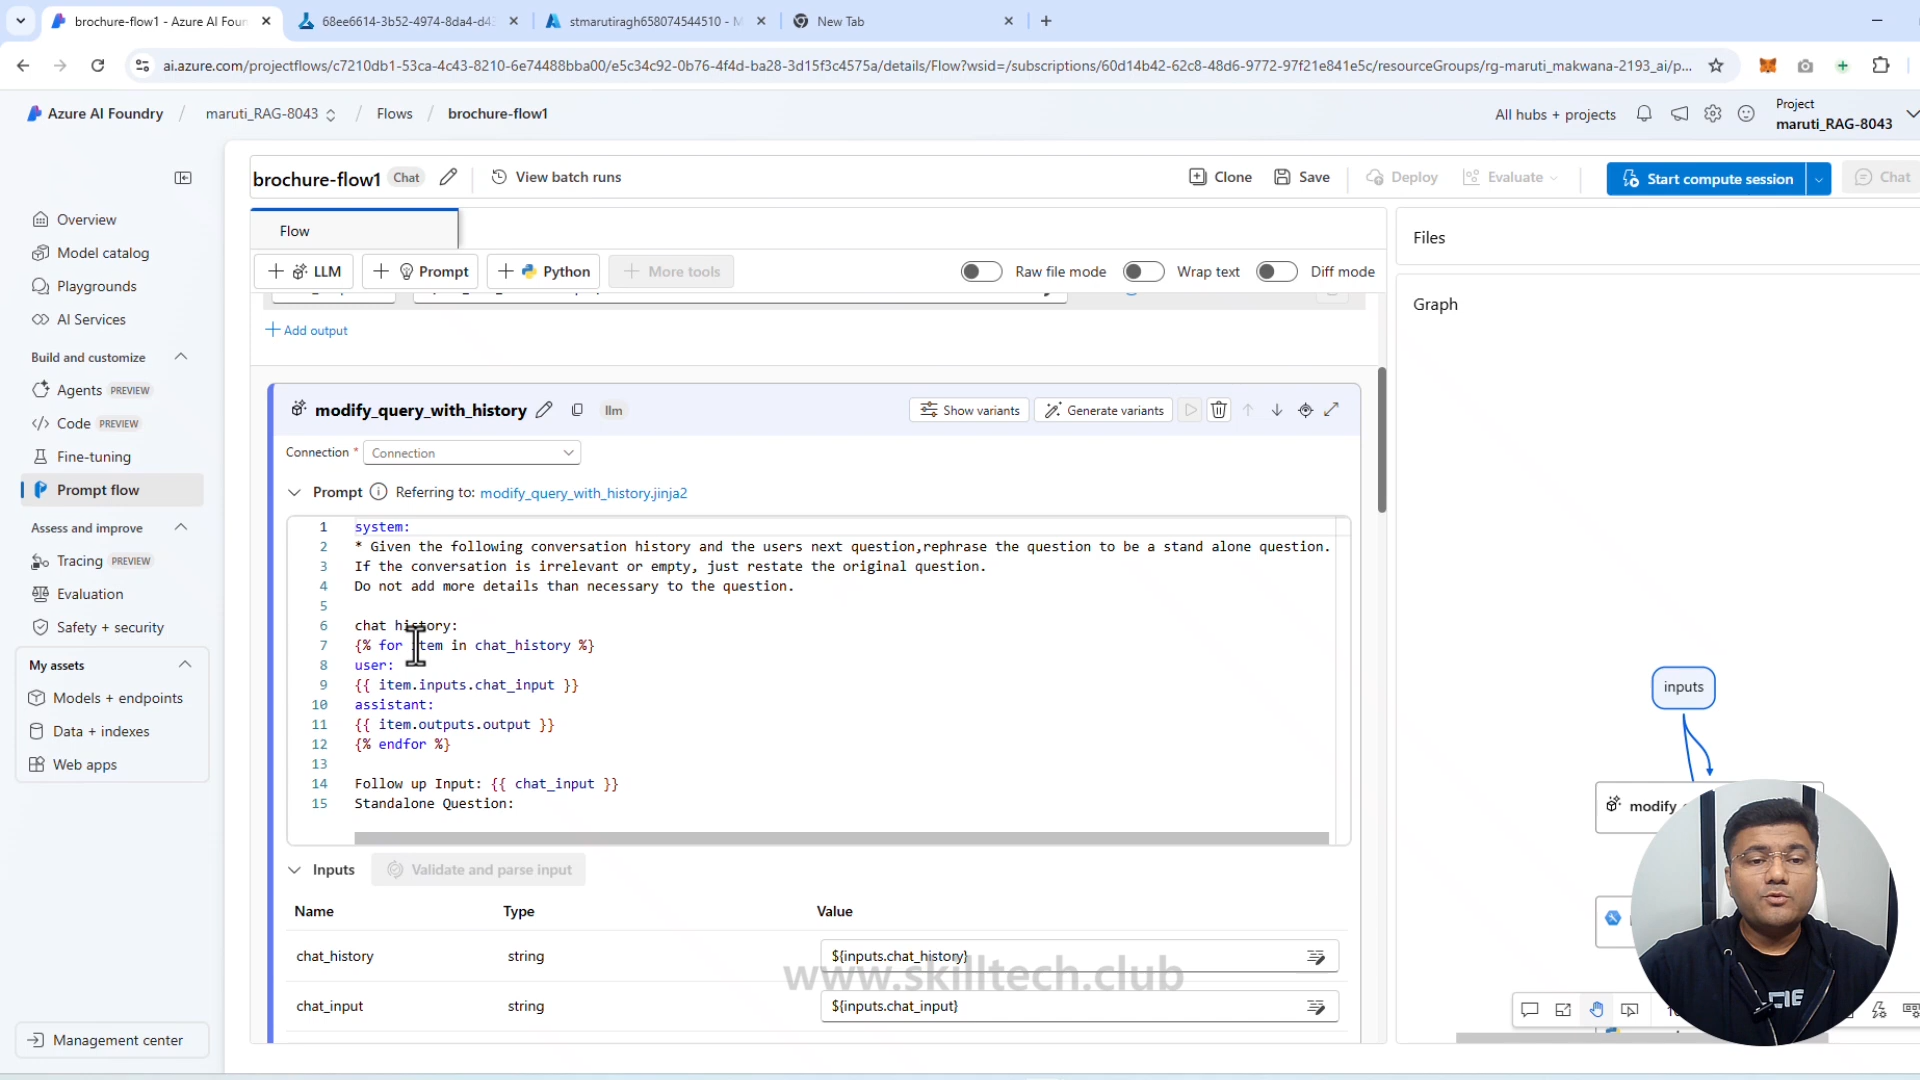 brochure-flow1 - Azure AI Foun
68ee6614-3b52-4974-8da4-d4
stmarutiragh658074544510 - M
New Tab
ai.azure.com/projectflows/c7210db1-53ca-4c43-8210-6e74488bba00/e5c34c92-0b76-4f4d-ba28-3d15f3c4575a/details/Flow?wsid=/subscriptions/60d14b42-62c8-48d6-9772-97f21e841e5c/resourceGroups/rg-maruti_makwana-2193_ai/p...
Azure AI Foundry / maruti_RAG-8043 / Flows / brochure-flow1
All hubs + projects
Project
maruti_RAG-8043
brochure-flow1 Chat
View batch runs
Clone
Save
Deploy
Evaluate
Start compute session
Chat
Overview
Model catalog
Playgrounds
AI Services
Build and customize
Agents PREVIEW
Code PREVIEW
Fine-tuning
Prompt flow
Assess and improve
Tracing PREVIEW
Evaluation
Safety + security
My assets
Models + endpoints
Data + indexes
Web apps
Management center
Flow
+ LLM
+ Prompt
+ Python
+ More tools
Raw file mode
Wrap text
Diff mode
+ Add output
modify_query_with_history llm
Show variants
Generate variants
Connection * Connection
Prompt Referring to: modify_query_with_history.jinja2
1 system:
2 * Given the following conversation history and the users next question,rephrase the question to be a stand alone question.
3 If the conversation is irrelevant or empty, just restate the original question.
4 Do not add more details than necessary to the question.
5
6 chat history:
7 {% for item in chat_history %}
8 user:
9 {{ item.inputs.chat_input }}
10 assistant:
11 {{ item.outputs.output }}
12 {% endfor %}
13
14 Follow up Input: {{ chat_input }}
15 Standalone Question:
Inputs
Validate and parse input
Name Type Value
chat_history string ${inputs.chat_history}
chat_input string ${inputs.chat_input}
www.skilltech.club
Files
Graph
inputs
modify_